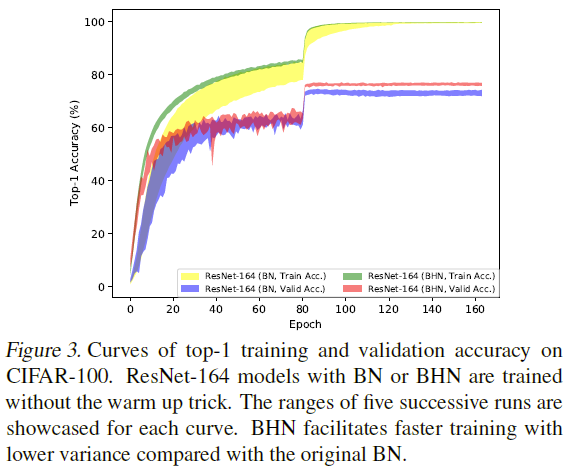 100
80
60
40
20
0
Top-1 Accuracy (%)
ResNet-164 (BN, Train Acc.) ResNet-164 (BHN, Train Acc.)
ResNet-164 (BN, Valid Acc.) ResNet-164 (BHN, Valid Acc.)
0 20 40 60 80 100 120 140 160
Epoch
Figure 3. Curves of top-1 training and validation accuracy on
CIFAR-100. ResNet-164 models with BN or BHN are trained
without the warm up trick. The ranges of five successive runs are
showcased for each curve. BHN facilitates faster training with
lower variance compared with the original BN.